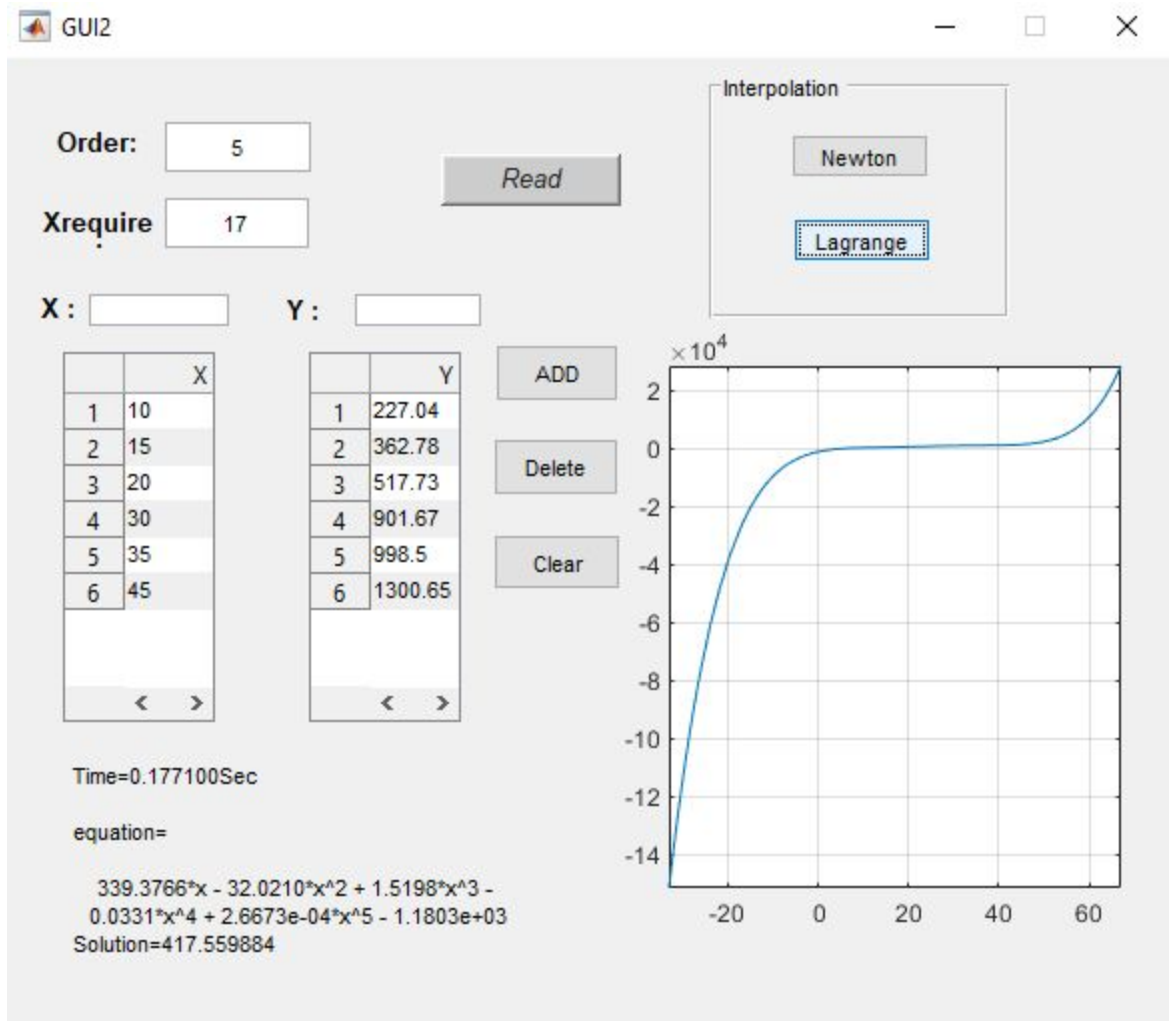 GUI2
Order:
5
Xrequire
:
17
Read
Interpolation
Newton
Lagrange
X :
Y :
X
1 10
2 15
3 20
4 30
5 35
6 45
< >
Y
1 227.04
2 362.78
3 517.73
4 901.67
5 998.5
6 1300.65
< >
ADD
Delete
Clear
×10^4
2
0
-2
-4
-6
-8
-10
-12
-14
-20 0 20 40 60
Time=0.177100Sec
equation=
339.3766*x - 32.0210*x^2 + 1.5198*x^3 -
0.0331*x^4 + 2.6673e-04*x^5 - 1.1803e+03
Solution=417.559884